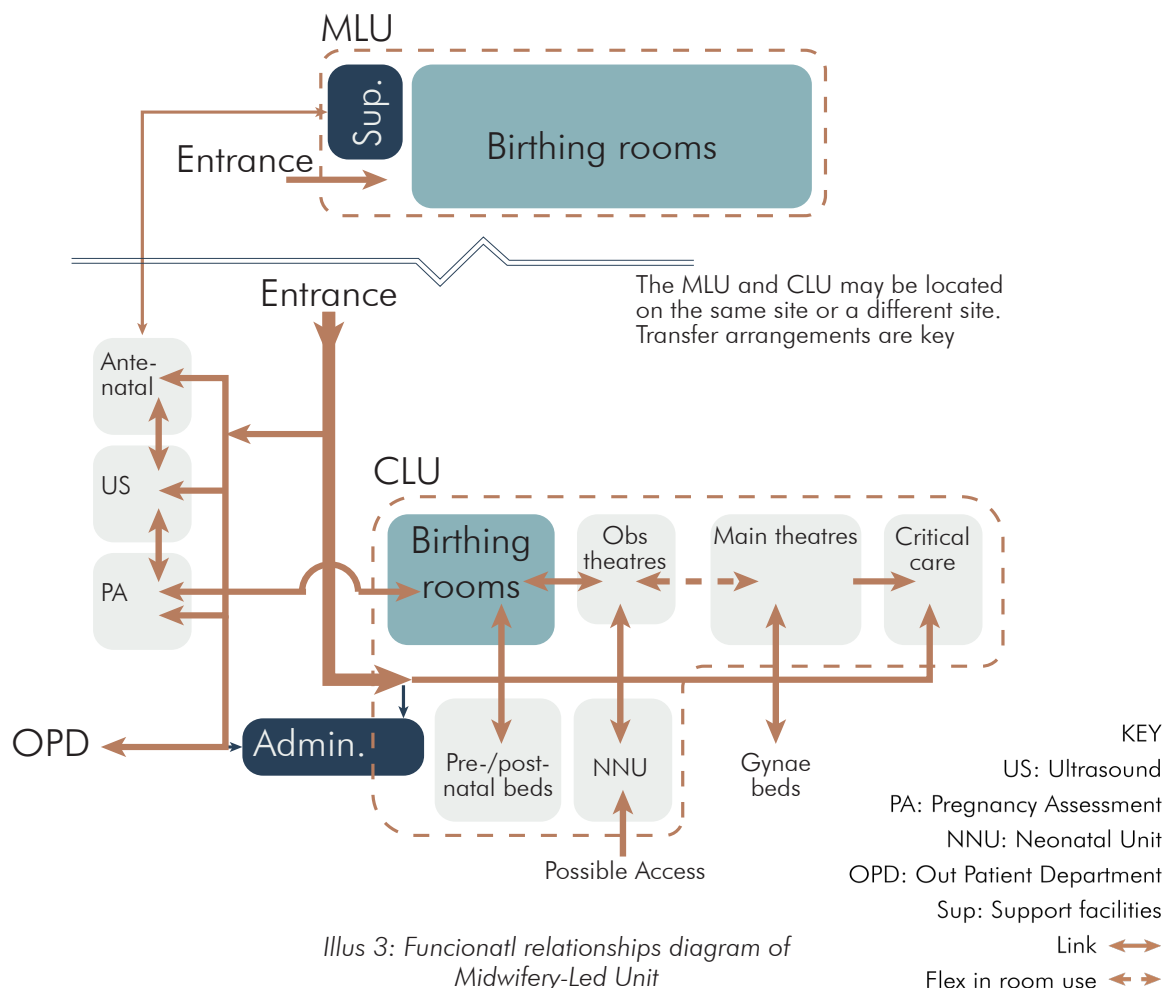 MLU
Sup.
Birthing rooms
Entrance
Entrance
The MLU and CLU may be located
on the same site or a different site.
Transfer arrangements are key
Ante-
natal
US
PA
CLU
Birthing
rooms
Obs
theatres
Main theatres
Critical
care
OPD
Admin.
Pre-/post-
natal beds
NNU
Gynae
beds
Possible Access
KEY
US: Ultrasound
PA: Pregnancy Assessment
NNU: Neonatal Unit
OPD: Out Patient Department
Sup: Support facilities
Link
Flex in room use
Illus 3: Funcionatl relationships diagram of
Midwifery-Led Unit